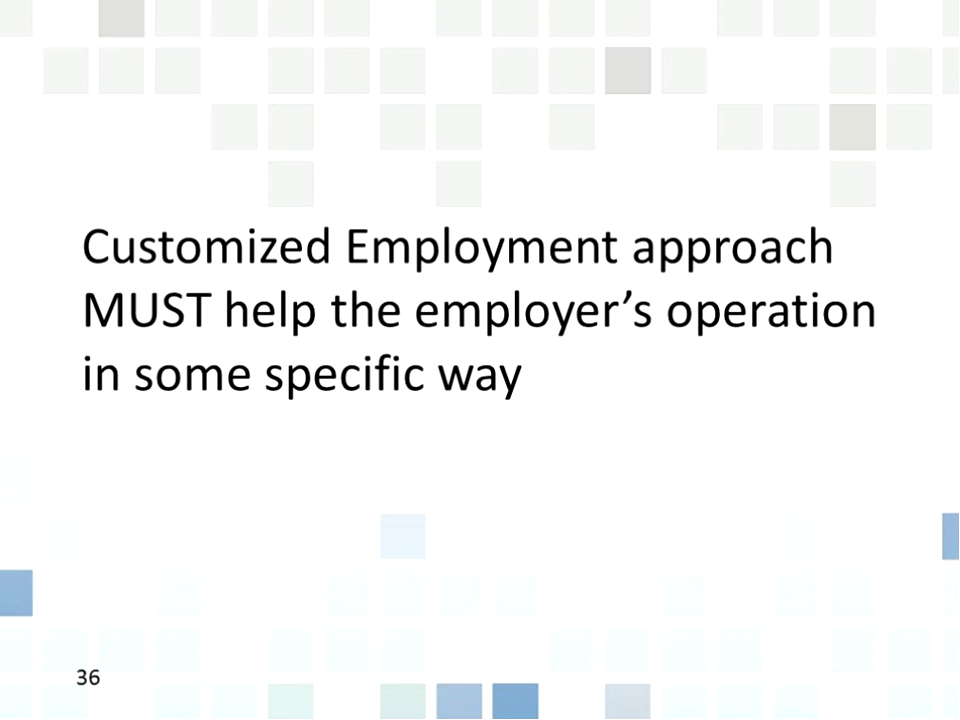 Customized Employment approach
MUST help the employer’s operation
in some specific way
36